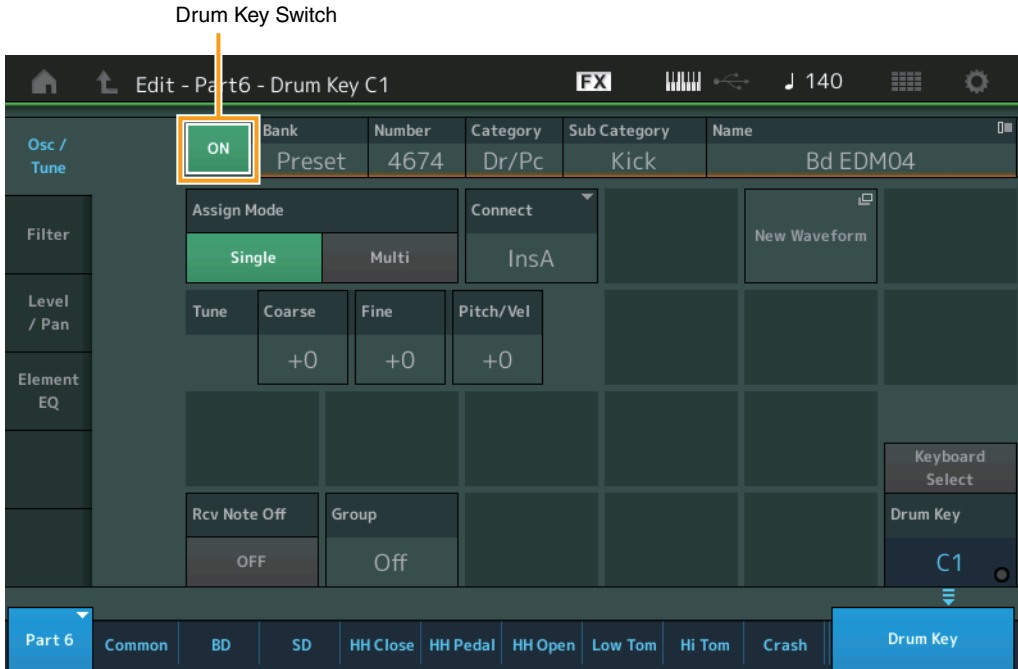 Drum Key Switch
Edit - Part6 - Drum Key C1
FX
140
Osc /
Tune
ON
Bank
Preset
Number
4674
Category
Dr/Pc
Sub Category
Kick
Name
Bd EDM04
Filter
Assign Mode
Single
Multi
Connect
InsA
New Waveform
Level
/ Pan
Tune
Coarse
+0
Fine
+0
Pitch/Vel
+0
Element
EQ
Keyboard
Select
Rcv Note Off
OFF
Group
Off
Drum Key
C1
Part 6
Common
BD
SD
HH Close
HH Pedal
HH Open
Low Tom
Hi Tom
Crash
Drum Key